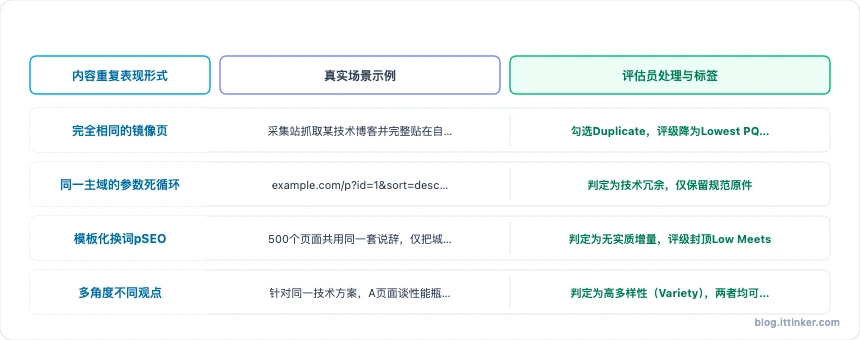 内容重复表现形式 真实场景示例 评估员处理与标签
完全相同的镜像页 采集站抓取某技术博客并完整贴在自... 勾选Duplicate，评级降为Lowest PQ...
同一主域的参数死循环 example.com/p?id=1&sort=desc... 判定为技术冗余，仅保留规范原件
模板化换词pSEO 500个页面共用同一套说辞，仅把城... 判定为无实质增量，评级封顶Low Meets
多角度不同观点 针对同一技术方案，A页面谈性能瓶... 判定为高多样性（Variety），两者均可...
blog.ittinker.com